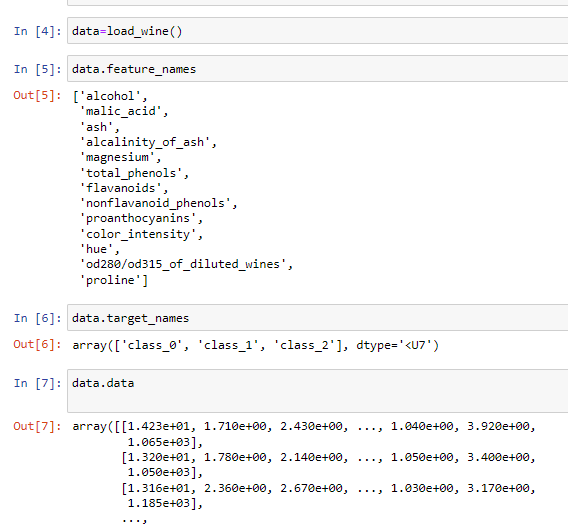 In [4]: data=load_wine()
In [5]: data.feature_names
Out[5]: ['alcohol',
 'malic_acid',
 'ash',
 'alcalinity_of_ash',
 'magnesium',
 'total_phenols',
 'flavanoids',
 'nonflavanoid_phenols',
 'proanthocyanins',
 'color_intensity',
 'hue',
 'od280/od315_of_diluted_wines',
 'proline']
In [6]: data.target_names
Out[6]: array(['class_0', 'class_1', 'class_2'], dtype='<U7')
In [7]: data.data
Out[7]: array([[1.423e+01, 1.710e+00, 2.430e+00, ..., 1.040e+00, 3.920e+00,
1.065e+03],
[1.320e+01, 1.780e+00, 2.140e+00, ..., 1.050e+00, 3.400e+00,
1.050e+03],
[1.316e+01, 2.360e+00, 2.670e+00, ..., 1.030e+00, 3.170e+00,
1.185e+03],
...,